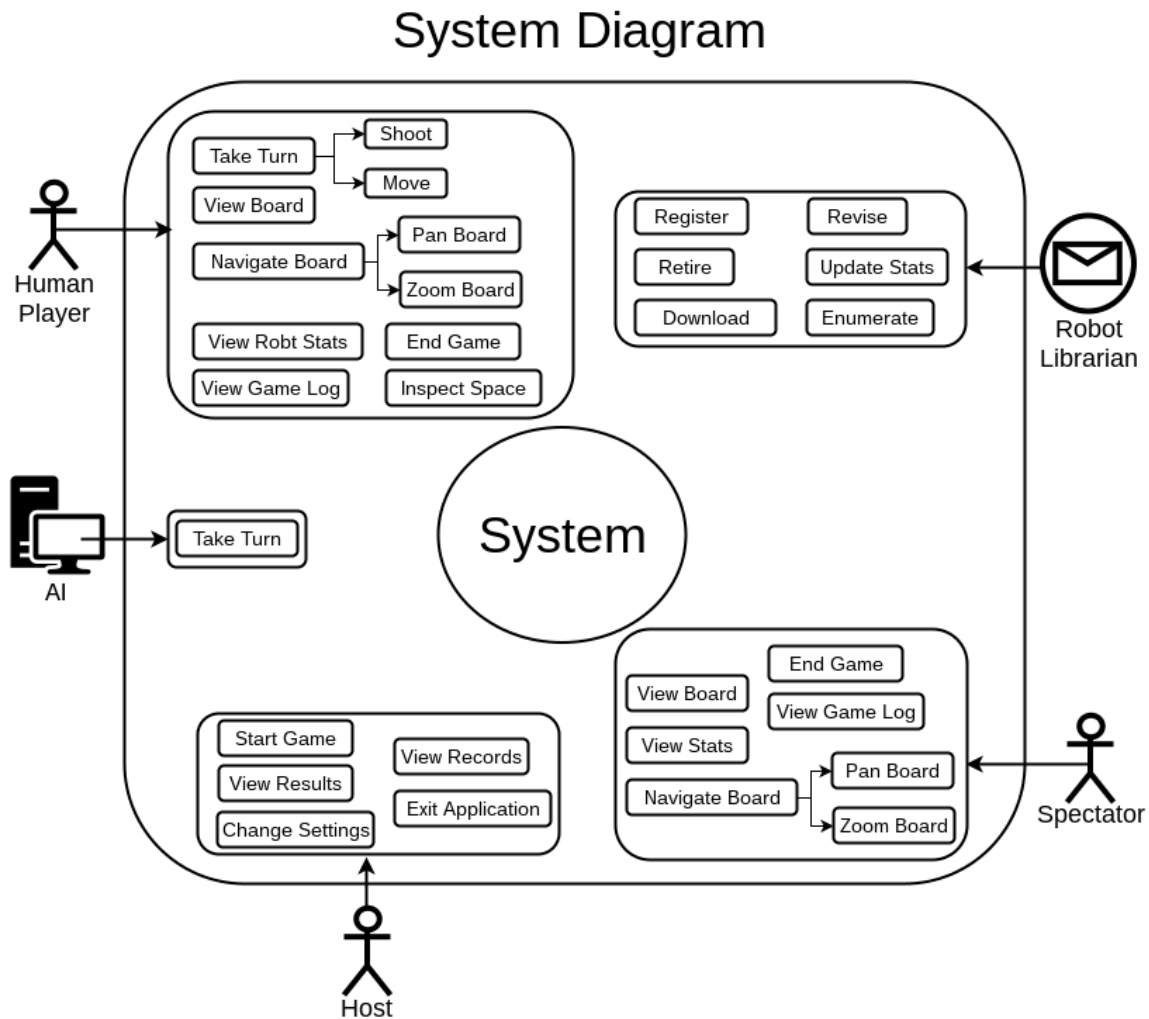 System Diagram
Take Turn
Shoot
Move
View Board
Navigate Board
Pan Board
Zoom Board
View Robt Stats
End Game
View Game Log
Inspect Space
Human
Player
Register
Revise
Retire
Update Stats
Download
Enumerate
Robot
Librarian
AI
Take Turn
System
Start Game
View Records
View Results
Exit Application
Change Settings
Host
End Game
View Board
View Game Log
View Stats
Navigate Board
Pan Board
Zoom Board
Spectator